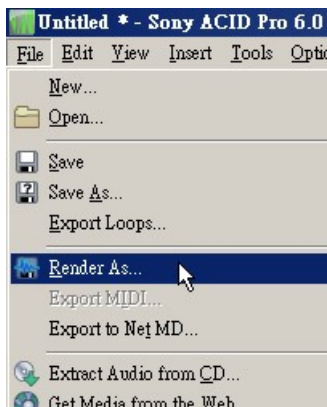 Untitled * - Sony ACID Pro 6.0
File Edit View Insert Tools
New...
Open...
Save
Save As...
Export Loops...
Render As...
Export MIDI...
Export to Net MD...
Extract Audio from CD...
Get Media from the Web